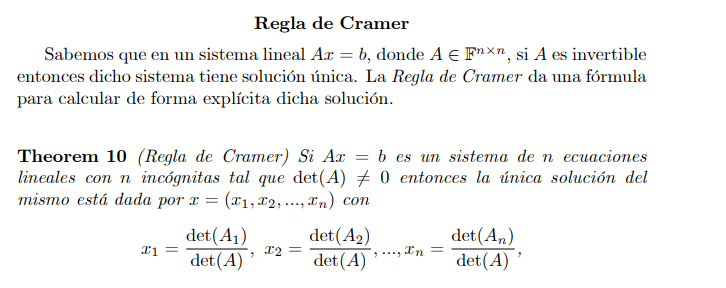 Regla de Cramer
Sabemos que en un sistema lineal Ax = b, donde A ∈ 𝔽ⁿˣⁿ, si A es invertible
entonces dicho sistema tiene solución única. La Regla de Cramer da una fórmula
para calcular de forma explícita dicha solución.
Theorem 10 (Regla de Cramer) Si Ax = b es un sistema de n ecuaciones
lineales con n incógnitas tal que det(A) ≠ 0 entonces la única solución del
mismo está dada por x = (x₁, x₂, ..., xₙ) con
x₁ = det(A₁)/det(A), x₂ = det(A₂)/det(A), ..., xₙ = det(Aₙ)/det(A),